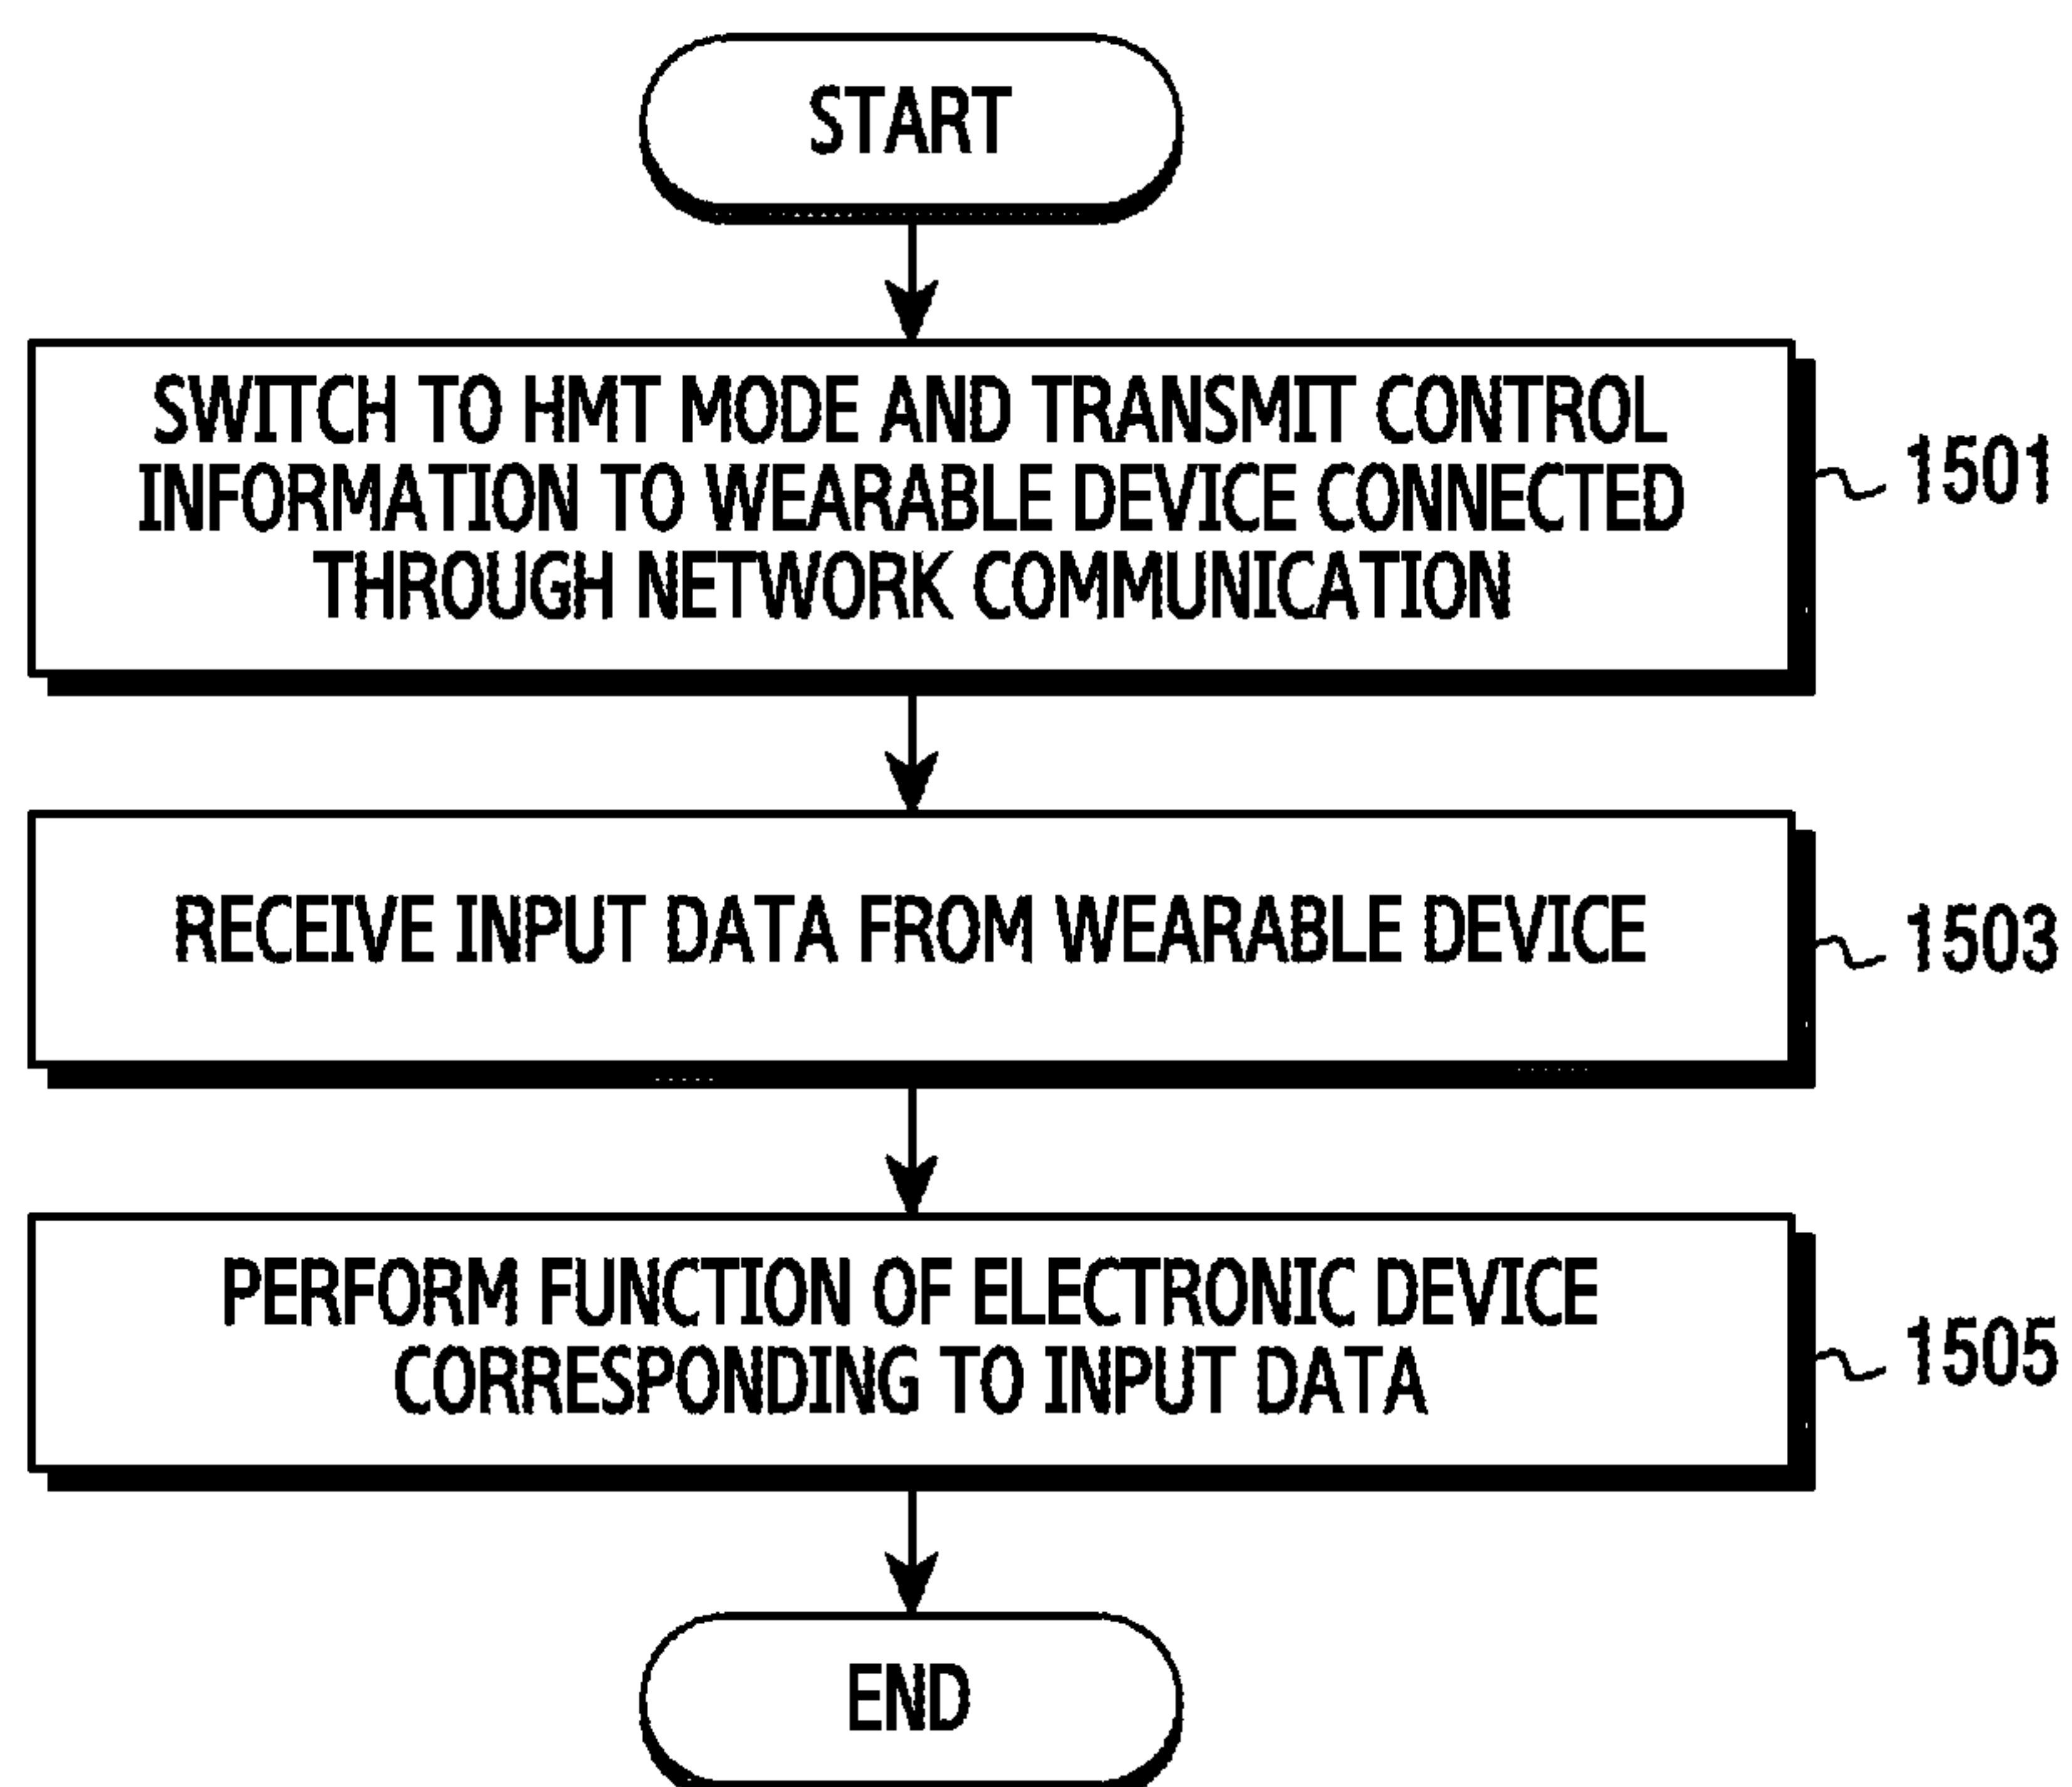 START
SWITCH TO HMT MODE AND TRANSMIT CONTROL
INFORMATION TO WEARABLE DEVICE CONNECTED
THROUGH NETWORK COMMUNICATION
1501
RECEIVE INPUT DATA FROM WEARABLE DEVICE
1503
PERFORM FUNCTION OF ELECTRONIC DEVICE
CORRESPONDING TO INPUT DATA
1505
END